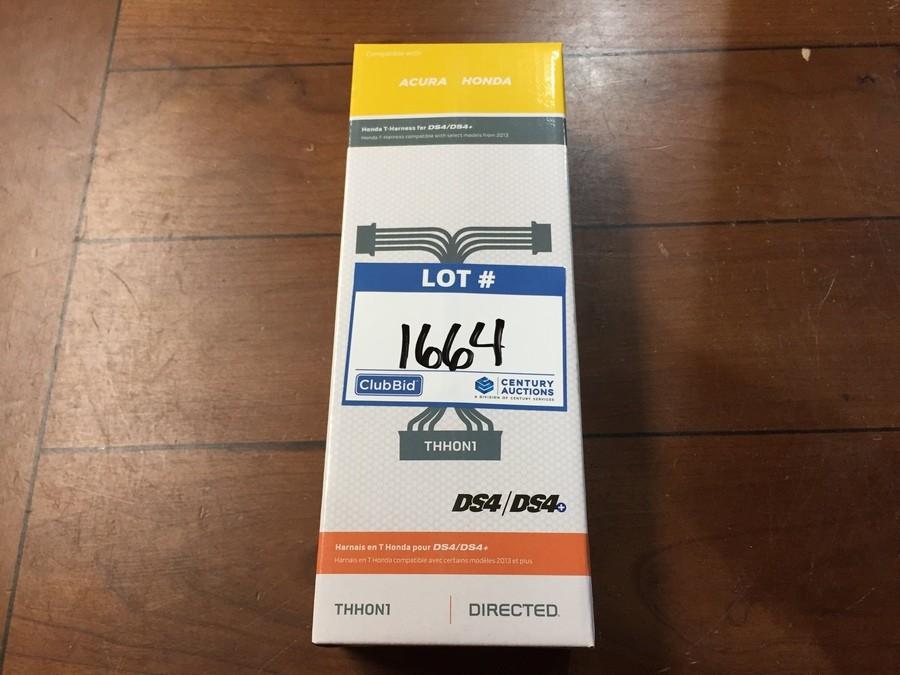 Compatible with
ACURA HONDA
Honda T-Harness for DS4/DS4+
Honda T-Harness compatible with select models from 2013
LOT #
1664
ClubBid
CENTURY
AUCTIONS
A DIVISION OF CENTURY SERVICES
THHON1
DS4/DS4+
Harnais en T Honda pour DS4/DS4+
Harnais en T Honda compatible avec certains modèles 2013 et plus
THHON1
DIRECTED.